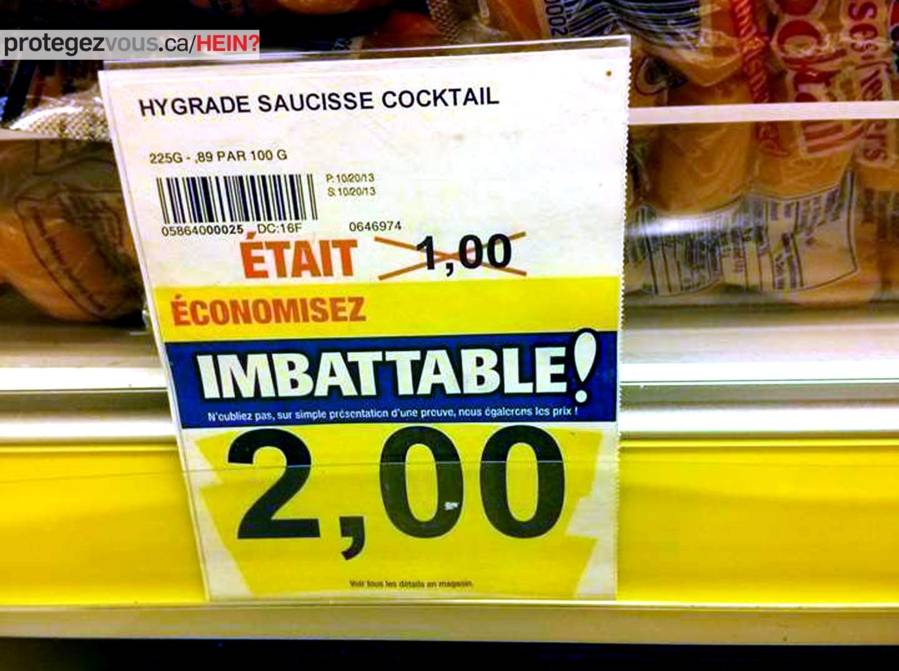 protegezvous.ca/HEIN?
HYGRADE SAUCISSE COCKTAIL
225G - ,89 PAR 100 G
P: 10/20/13
S: 10/20/13
05864000025 DC:16F 0646974
ÉTAIT 1,00
ÉCONOMISEZ
IMBATTABLE!
N'oubliez pas, sur simple présentation d'une preuve, nous égalerons les prix !
2,00
Voir tous les détails en magasin.